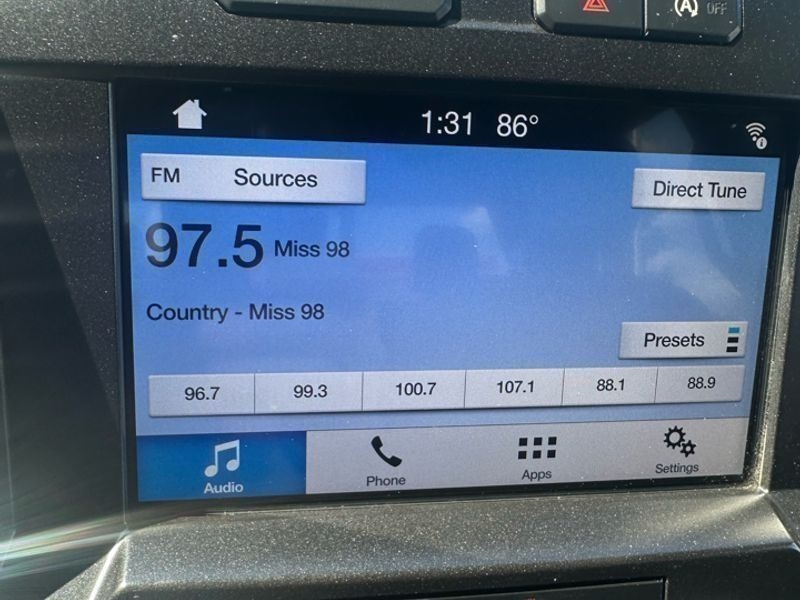 A OFF
1:31 86°
FM Sources
Direct Tune
97.5 Miss 98
Country - Miss 98
Presets
96.7 99.3 100.7 107.1 88.1 88.9
Audio Phone Apps Settings